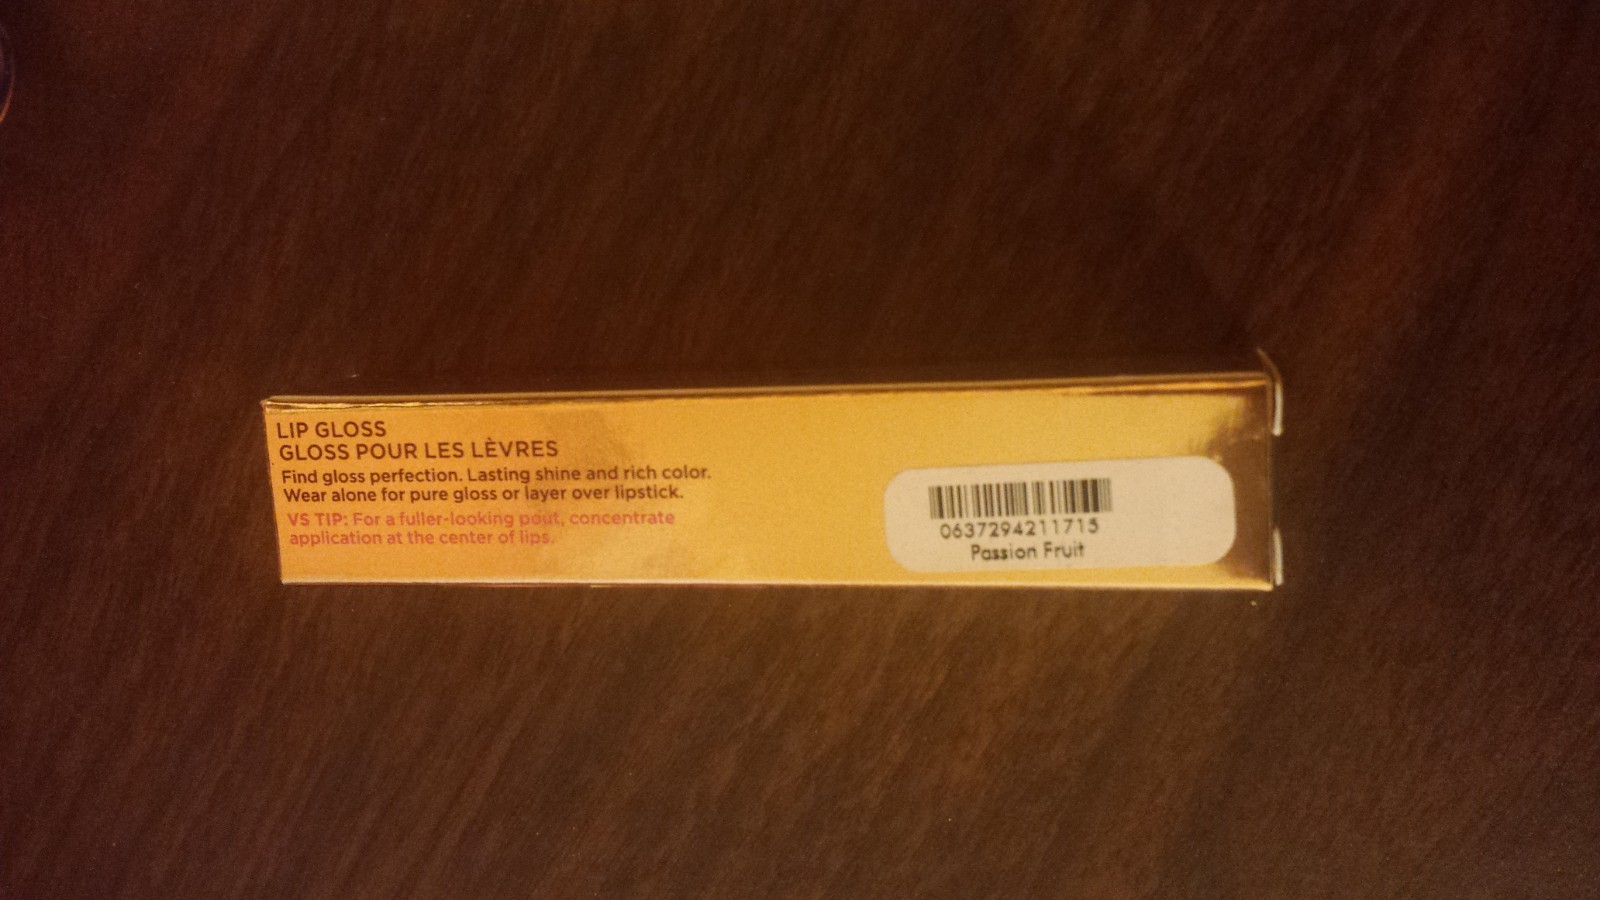 LIP GLOSS
GLOSS POUR LES LÈVRES
Find gloss perfection. Lasting shine and rich color.
Wear alone for pure gloss or layer over lipstick.
VS TIP: For a fuller-looking pout, concentrate
application at the center of lips.
0637294211715
Passion Fruit